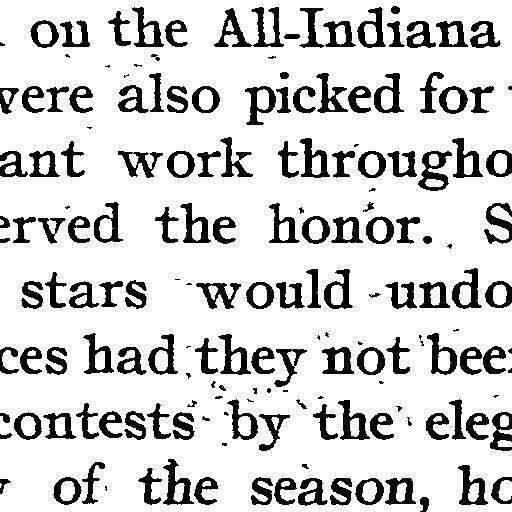 on the All-Indiana
were also picked for
ant work througho
erved the honor. S
stars would undo
ces had they not bee
contests by the eleg
of the season, ho